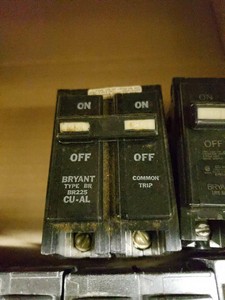 ON
ON
OFF
OFF
BRYANT
TYPE BR
BR225
CU-AL
COMMON
TRIP
ON
OFF